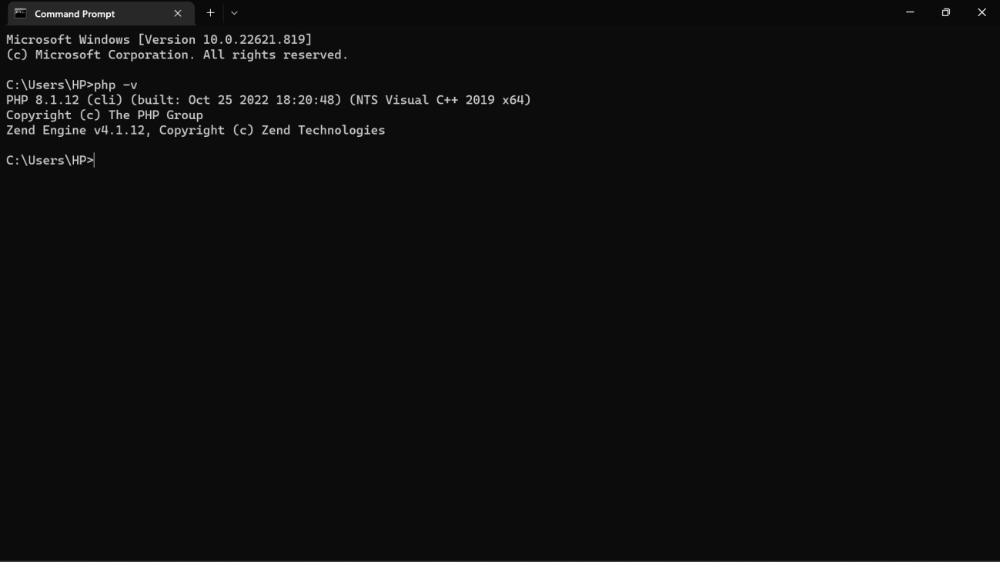 Command Prompt
Microsoft Windows [Version 10.0.22621.819]
(c) Microsoft Corporation. All rights reserved.
C:\Users\HP>php -v
PHP 8.1.12 (cli) (built: Oct 25 2022 18:20:48) (NTS Visual C++ 2019 x64)
Copyright (c) The PHP Group
Zend Engine v4.1.12, Copyright (c) Zend Technologies
C:\Users\HP>